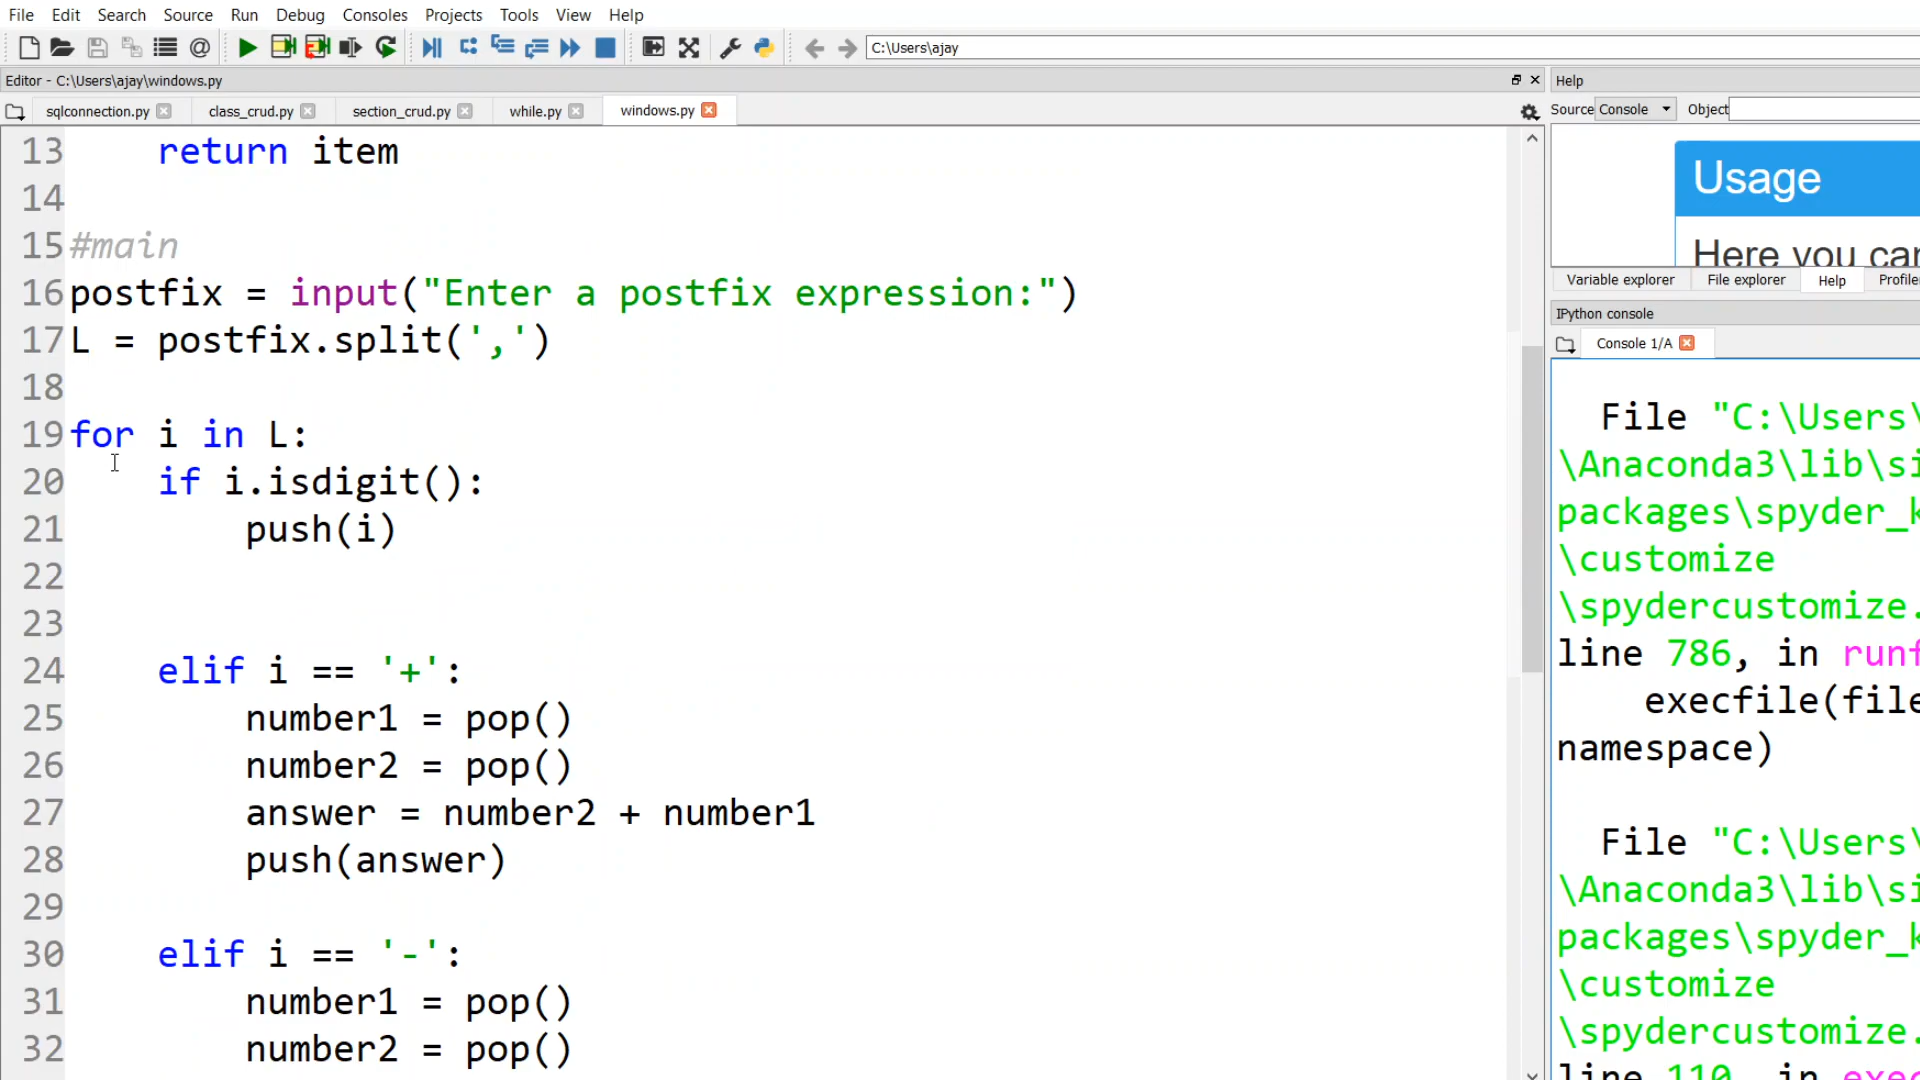 File Edit Search Source Run Debug Consoles Projects Tools View Help
C:\Users\ajay
Editor - C:\Users\ajay\windows.py
sqlconnection.py class_crud.py section_crud.py while.py windows.py
13 return item
14
15 #main
16 postfix = input("Enter a postfix expression:")
17 L = postfix.split(',')
18
19 for i in L:
20 if i.isdigit():
21 push(i)
22
23
24 elif i == '+':
25 number1 = pop()
26 number2 = pop()
27 answer = number2 + number1
28 push(answer)
29
30 elif i == '-':
31 number1 = pop()
32 number2 = pop()
Help
Source Console Object
Usage
Here you can
Variable explorer File explorer Help Profiler
IPython console
Console 1/A
File "C:\Users\
\Anaconda3\lib\si
packages\spyder_k
\customize
\spydercustomize.
line 786, in runf
execfile(file
namespace)
File "C:\Users\
\Anaconda3\lib\si
packages\spyder_k
\customize
\spydercustomize.
line 110, in exec